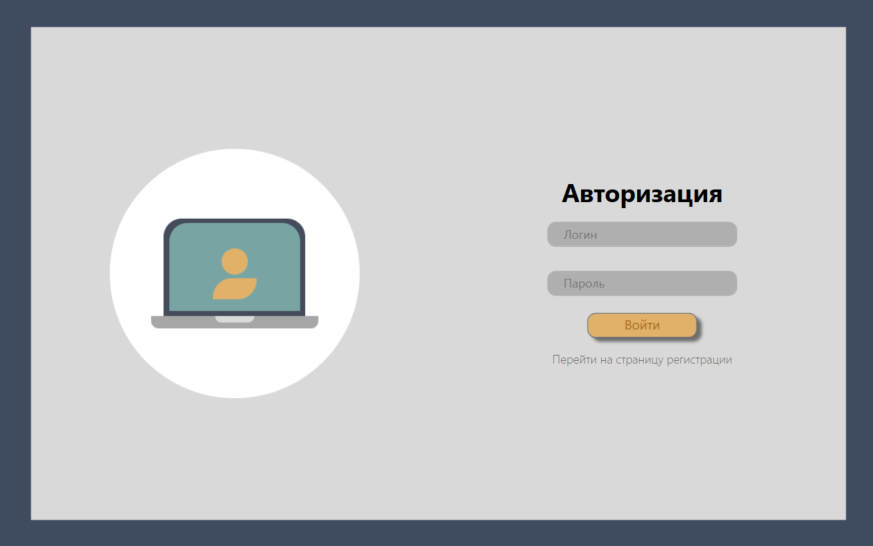 Авторизация
Логин
Пароль
Войти
Перейти на страницу регистрации